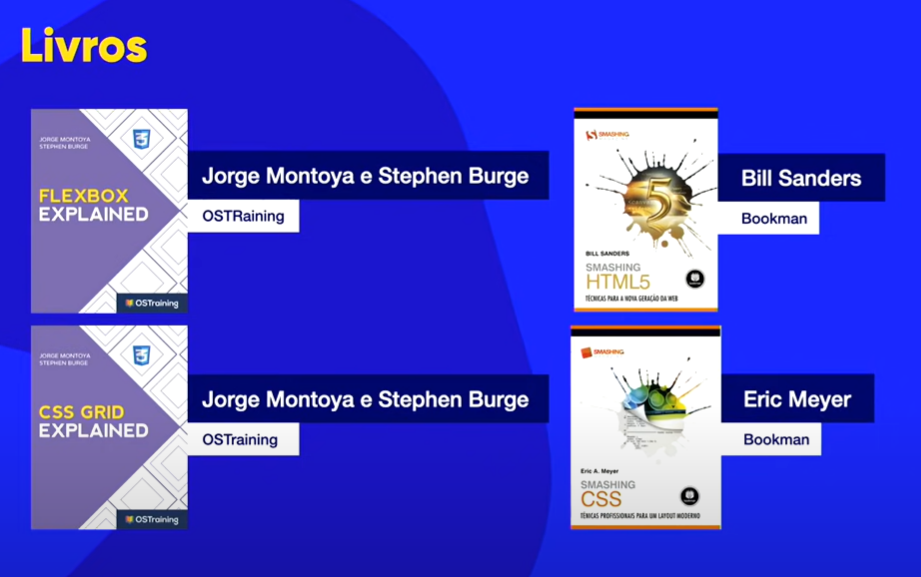 Livros
JORGE MONTOYA
STEPHEN BURGE
FLEXBOX
EXPLAINED
OSTraining
Jorge Montoya e Stephen Burge
OSTRaining
SMASHING
5
BILL SANDERS
SMASHING
HTML5
TÉCNICAS PARA A NOVA GERAÇÃO DA WEB
Bill Sanders
Bookman
JORGE MONTOYA
STEPHEN BURGE
3
CSS GRID
EXPLAINED
OSTraining
Jorge Montoya e Stephen Burge
OSTraining
SMASHING
Eric A. Meyer
SMASHING
CSS
TÉCNICAS PROFISSIONAIS PARA UM LAYOUT MODERNO
Eric Meyer
Bookman